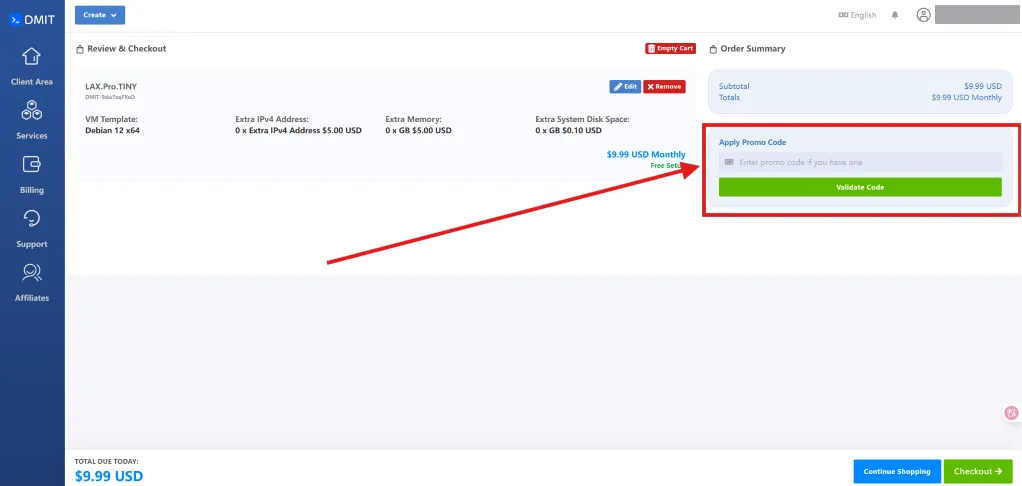 DMIT
Create
English
Client Area
Services
Billing
Support
Affiliates
Review & Checkout
Empty Cart
LAX.Pro.TINY
Edit
Remove
VM Template:
Debian 12 x64
Extra IPv4 Address:
0 x Extra IPv4 Address $5.00 USD
Extra Memory:
0 x GB $5.00 USD
Extra System Disk Space:
0 x GB $0.10 USD
$9.99 USD Monthly
Free Setup
Order Summary
Subtotal $9.99 USD
Totals $9.99 USD Monthly
Apply Promo Code
Enter promo code if you have one
Validate Code
TOTAL DUE TODAY:
$9.99 USD
Continue Shopping
Checkout